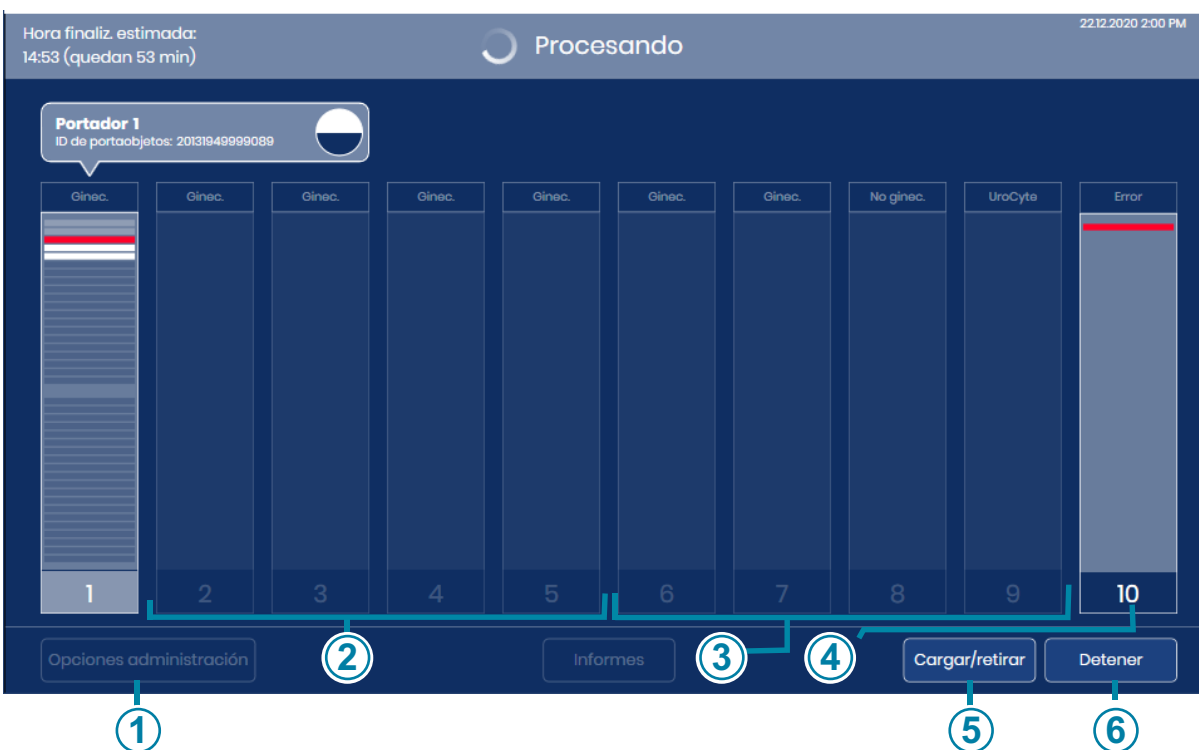 Hora finaliz. estimada:
14:53 (quedan 53 min)
Procesando
22.12.2020 2:00 PM
Portador 1
ID de portaobjetos: 20131949999089
Ginec.
Ginec.
Ginec.
Ginec.
Ginec.
Ginec.
Ginec.
No ginec.
UroCyte
Error
1
2
3
4
5
6
7
8
9
10
Opciones administración
2
Informes
3
4
Cargar/retirar
Detener
1
5
6